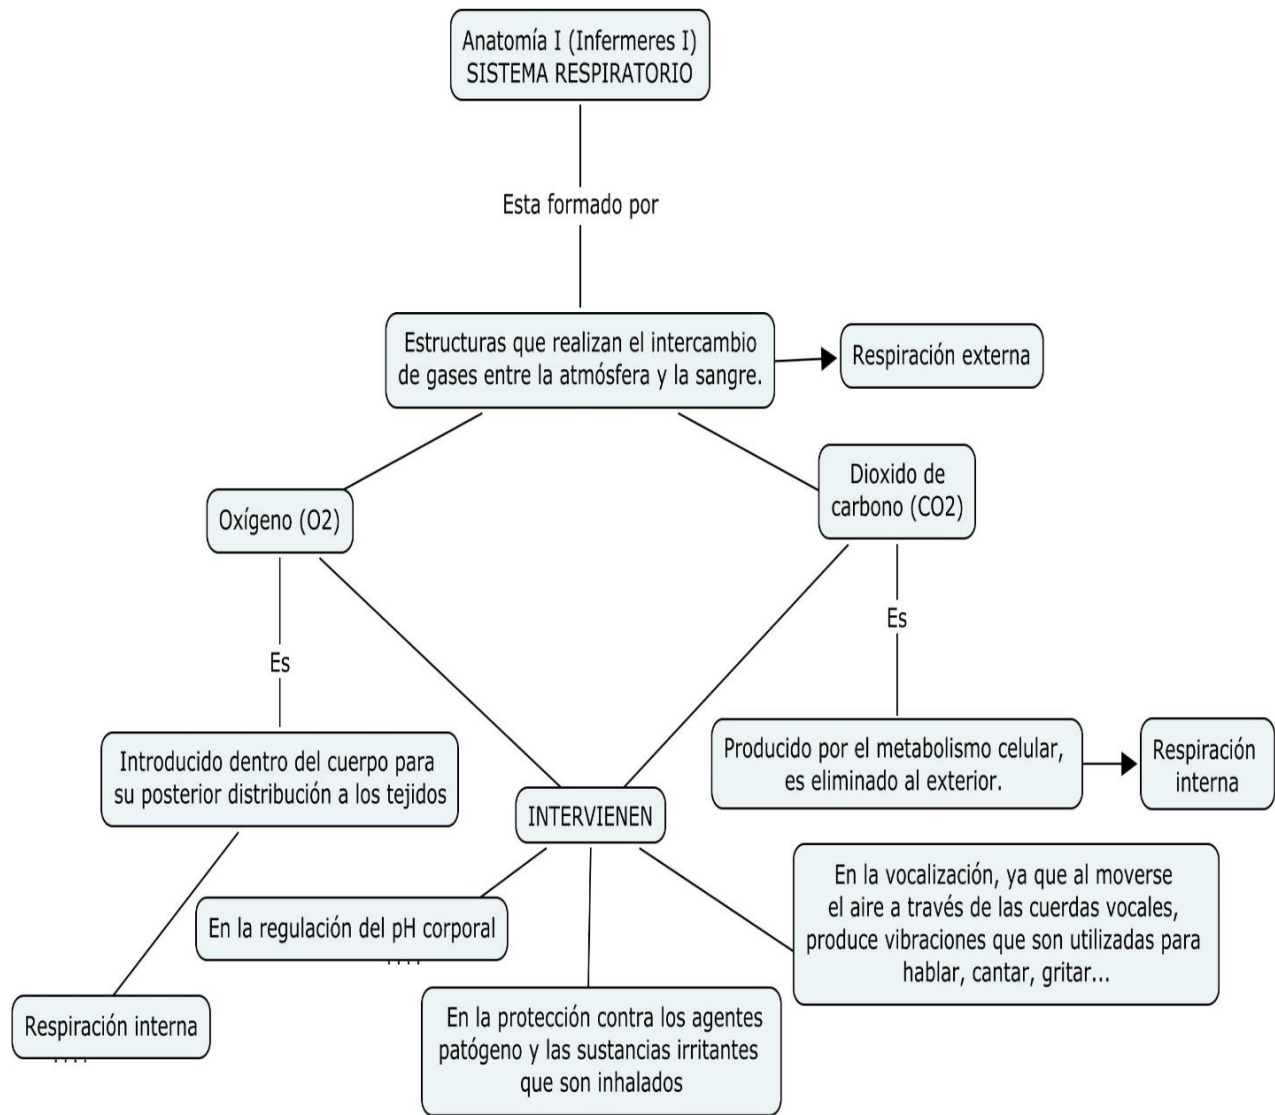 Anatomía I (Infermeres I)
SISTEMA RESPIRATORIO
Esta formado por
Estructuras que realizan el intercambio
de gases entre la atmósfera y la sangre.
Respiración externa
Oxígeno (O2)
Dioxido de
carbono (CO2)
Es
Es
Introducido dentro del cuerpo para
su posterior distribución a los tejidos
Producido por el metabolismo celular,
es eliminado al exterior.
Respiración
interna
INTERVIENEN
En la regulación del pH corporal
En la vocalización, ya que al moverse
el aire a través de las cuerdas vocales,
produce vibraciones que son utilizadas para
hablar, cantar, gritar...
Respiración interna
En la protección contra los agentes
patógeno y las sustancias irritantes
que son inhalados